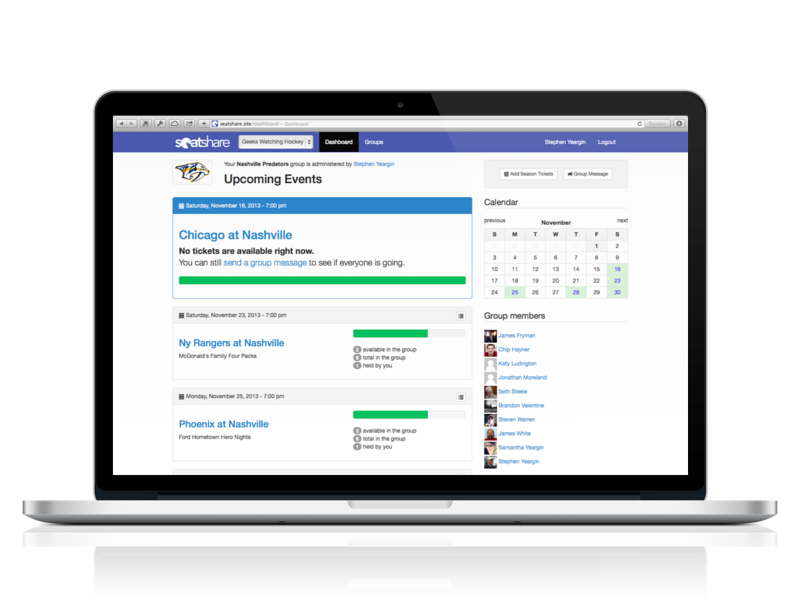 seatshare.site/dashboard — Dashboard
Reader
seatshare
Geeks Watching Hockey
Dashboard
Groups
Stephen Yeargin
Logout
Your Nashville Predators group is administered by Stephen Yeargin
Upcoming Events
Saturday, November 16, 2013 - 7:00 pm
Chicago at Nashville
No tickets are available right now.
You can still send a group message to see if everyone is going.
Saturday, November 23, 2013 - 7:00 pm
Ny Rangers at Nashville
McDonald's Family Four Packs
2 available in the group
6 total in the group
1 held by you
Monday, November 25, 2013 - 7:00 pm
Phoenix at Nashville
Ford Hometown Hero Nights
2 available in the group
6 total in the group
1 held by you
Add Season Tickets
Group Message
Calendar
previous November next
S M T W T F S
1 2
3 4 5 6 7 8 9
10 11 12 13 14 15 16
17 18 19 20 21 22 23
24 25 26 27 28 29 30
Group members
James Fryman
Chip Hayner
Katy Ludington
Jonathan Moreland
Seth Steele
Brandon Valentine
Steven Warren
James White
Samantha Yeargin
Stephen Yeargin